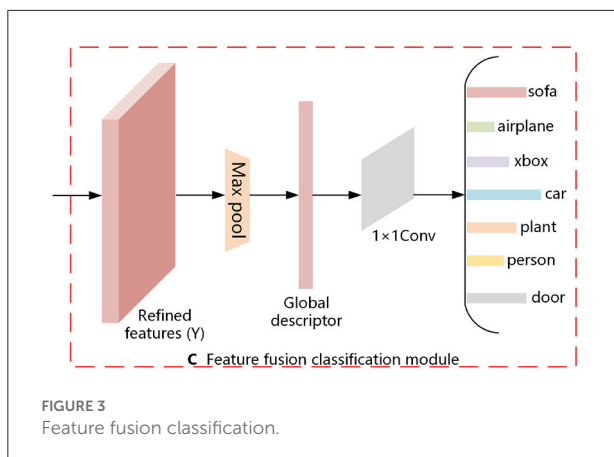 Refined
features (Y)
Max pool
Global
descriptor
1×1Conv
sofa
airplane
xbox
car
plant
person
door
C Feature fusion classification module
FIGURE 3
Feature fusion classification.